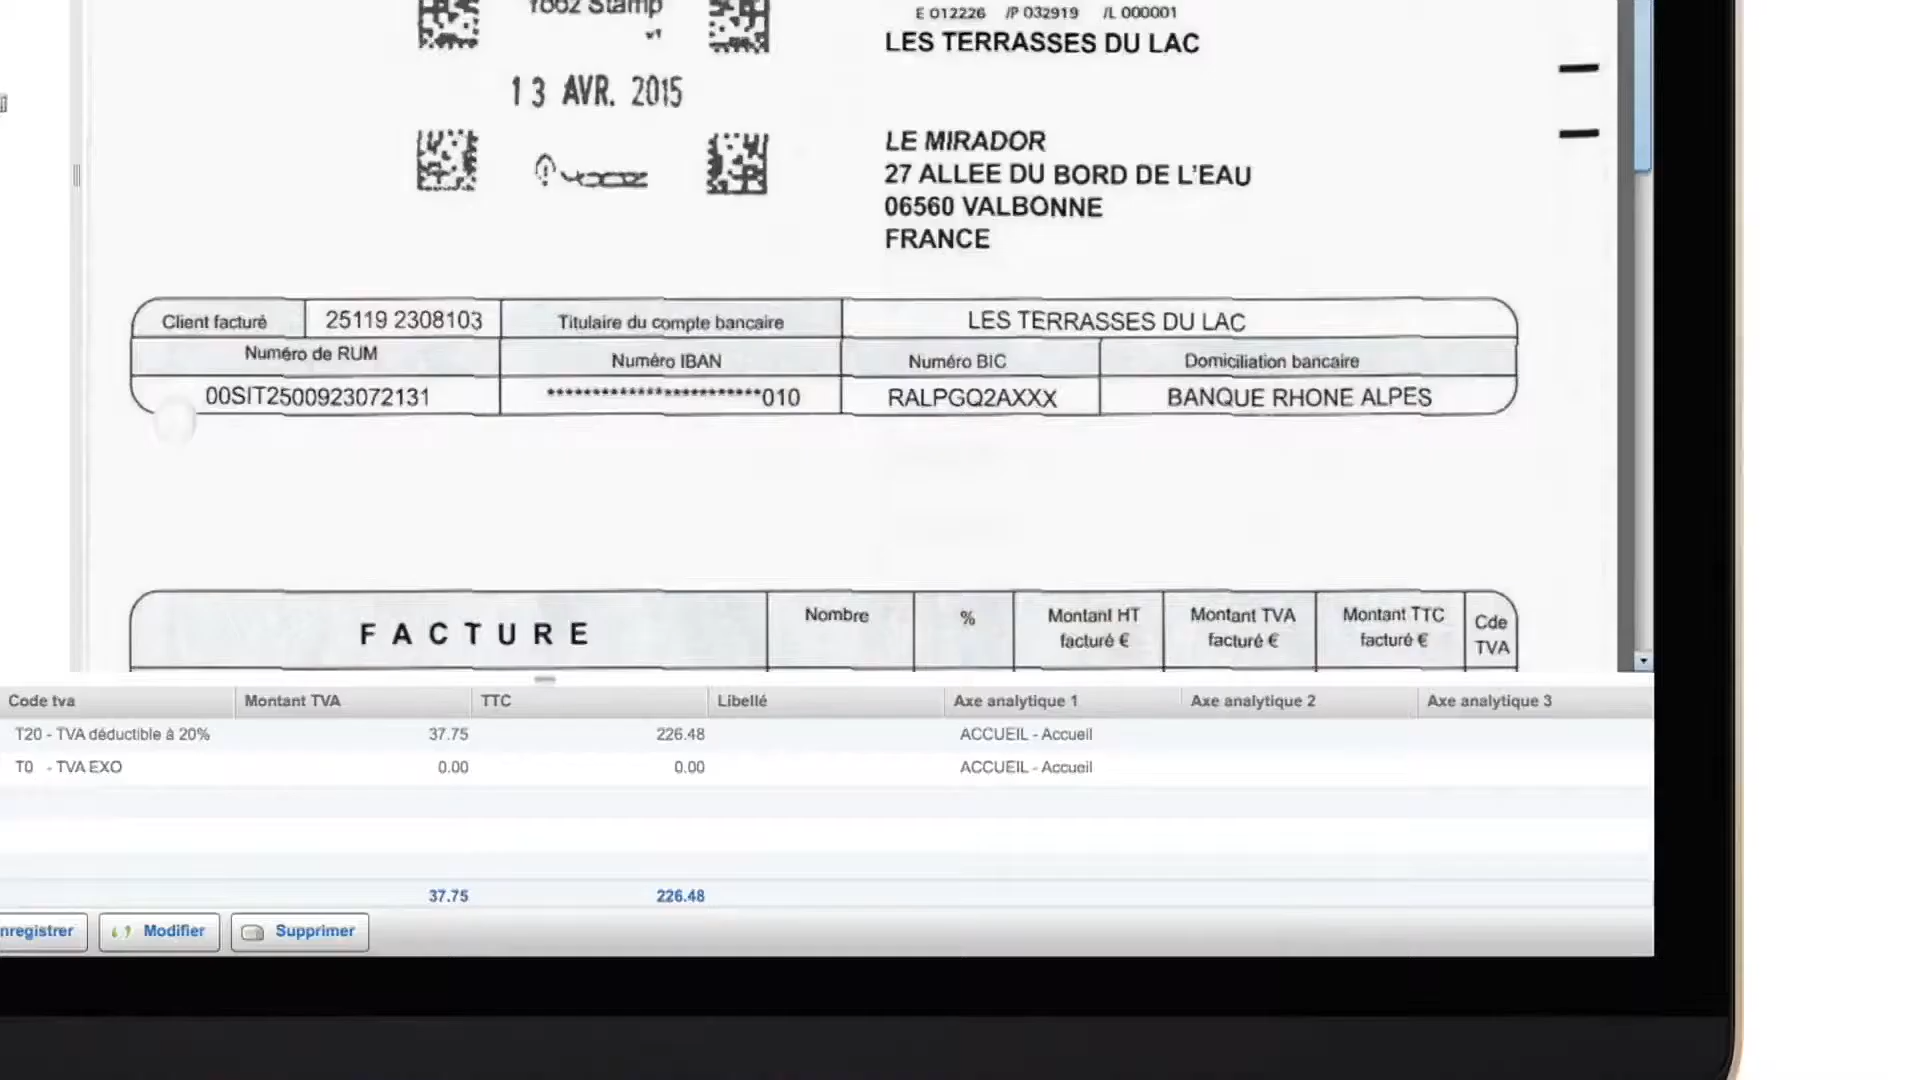 Yooz Stamp
v1
E 012226 /P 032919 /L 000001
LES TERRASSES DU LAC
13 AVR. 2015
yooz
LE MIRADOR
27 ALLEE DU BORD DE L'EAU
06560 VALBONNE
FRANCE
Client facturé 25119 2308103 Titulaire du compte bancaire LES TERRASSES DU LAC
Numéro de RUM Numéro IBAN Numéro BIC Domiciliation bancaire
00SIT2500923072131 ************************010 RALPGQ2AXXX BANQUE RHONE ALPES
FACTURE Nombre % Montant HT facturé € Montant TVA facturé € Montant TTC facturé € Cde TVA
Code tva Montant TVA TTC Libellé Axe analytique 1 Axe analytique 2 Axe analytique 3
T20 - TVA déductible à 20% 37.75 226.48 ACCUEIL - Accueil
T0 - TVA EXO 0.00 0.00 ACCUEIL - Accueil
37.75 226.48
nregistrer Modifier Supprimer